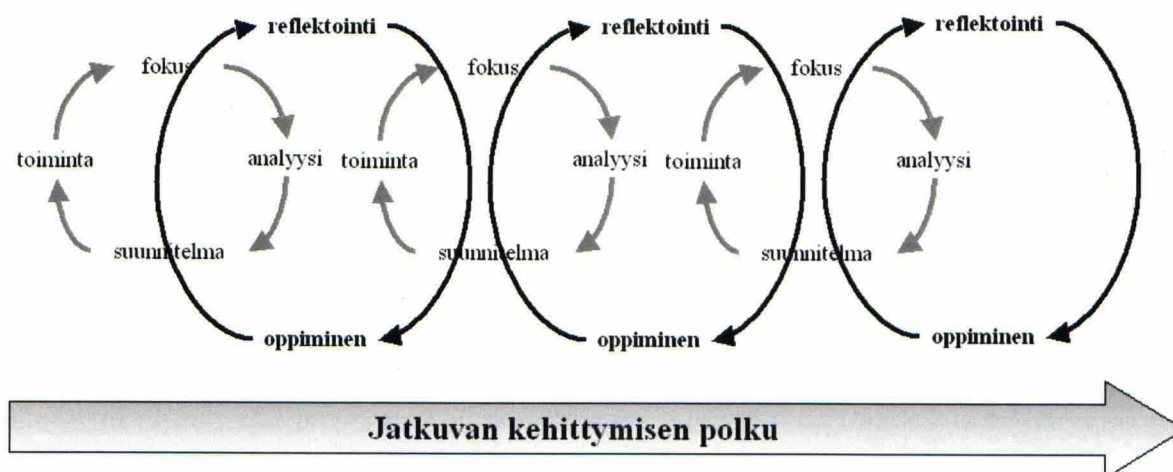 reflektointi reflektointi reflektointi
fokus fokus fokus
toiminta analyysi toiminta analyysi toiminta analyysi
suunnitelma suunnitelma suunnitelma
oppiminen oppiminen oppiminen
Jatkuvan kehittymisen polku